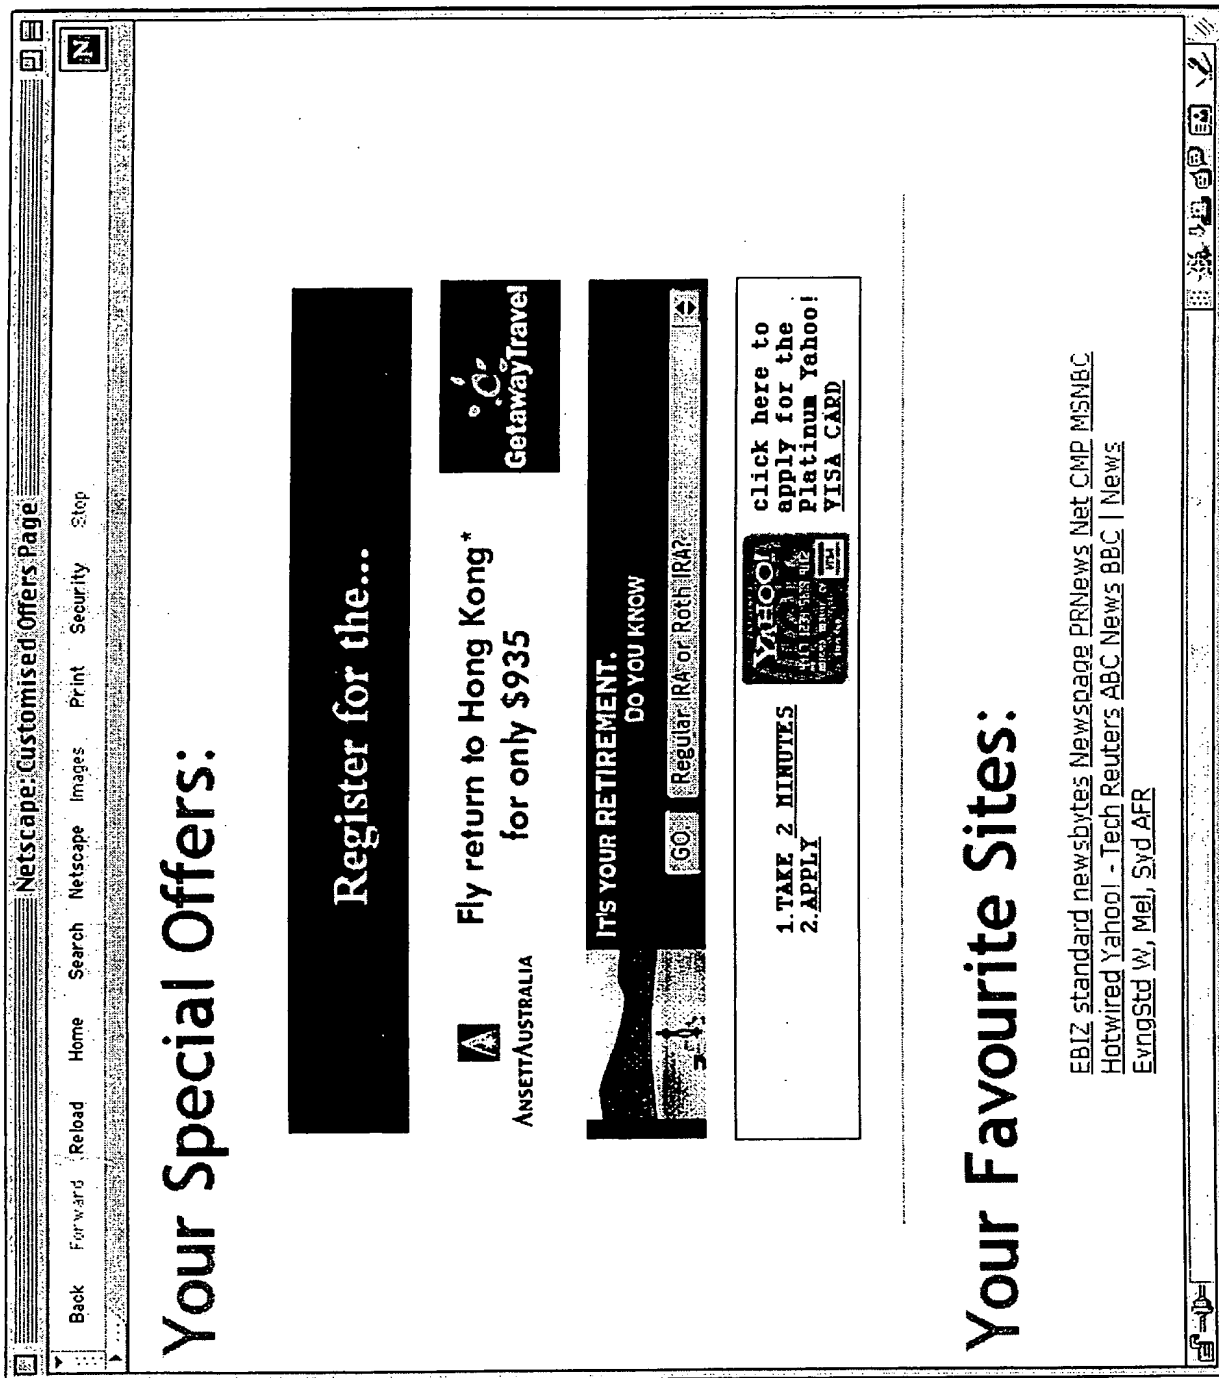 Netscape: Customised Offers Page
Back Forward Reload Home Search Netscape Images Print Security Stop
N
Your Special Offers:
Register for the...
ANSETT AUSTRALIA
Fly return to Hong Kong*
for only $935
GetawayTravel
IT'S YOUR RETIREMENT.
DO YOU KNOW
GO Regular IRA or Roth IRA?
1.TAKE 2 MINUTES
2.APPLY
YAHOO!
VISA
click here to
apply for the
Platinum Yahoo!
VISA CARD
Your Favourite Sites:
EBIZ standard newsbytes Newspage PRNews Net CMP MSNBC
Hotwired Yahoo! - Tech Reuters ABC News BBC | News
EvngStd W, Mel, Syd AFR